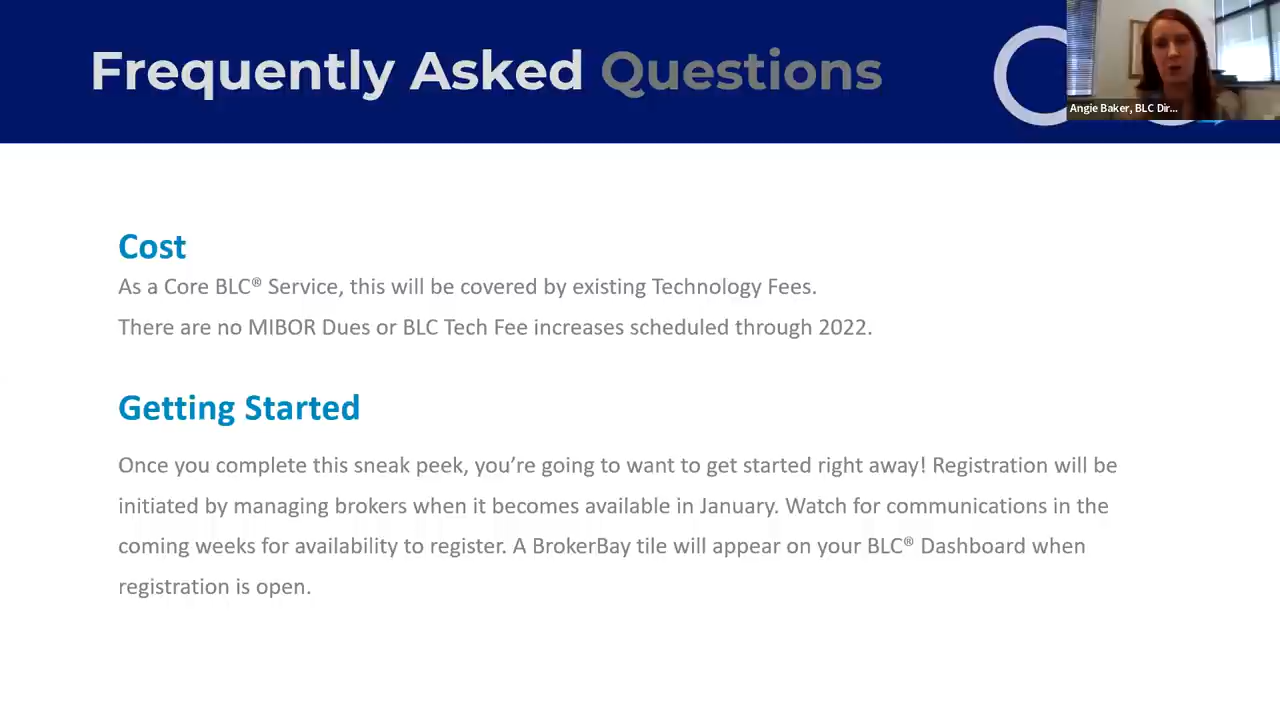 Frequently Asked Questions
Angie Baker, BLC Dir...
Cost
As a Core BLC® Service, this will be covered by existing Technology Fees.
There are no MIBOR Dues or BLC Tech Fee increases scheduled through 2022.
Getting Started
Once you complete this sneak peek, you’re going to want to get started right away! Registration will be
initiated by managing brokers when it becomes available in January. Watch for communications in the
coming weeks for availability to register. A BrokerBay tile will appear on your BLC® Dashboard when
registration is open.